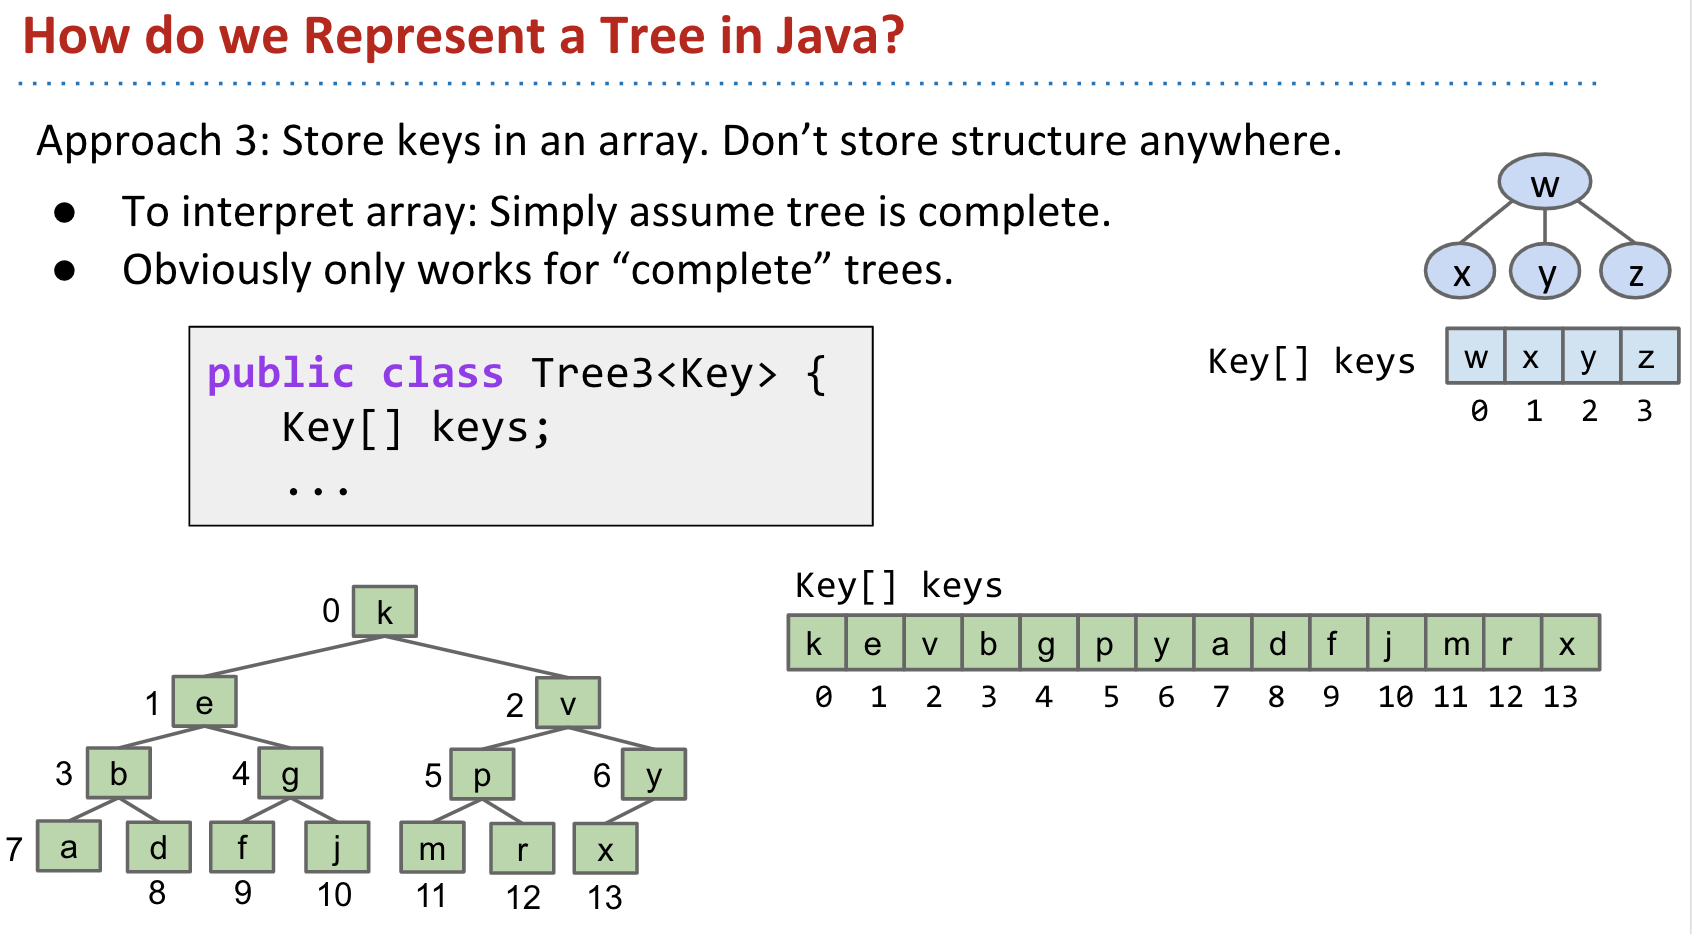 How do we Represent a Tree in Java?
Approach 3: Store keys in an array. Don’t store structure anywhere.
● To interpret array: Simply assume tree is complete.
● Obviously only works for “complete” trees.
w
x y z
Key[] keys w x y z
0 1 2 3
public class Tree3<Key> {
Key[] keys;
...
Key[] keys
k e v b g p y a d f j m r x
0 1 2 3 4 5 6 7 8 9 10 11 12 13
0 k
1 e 2 v
3 b 4 g 5 p 6 y
7 a d f j m r x
8 9 10 11 12 13